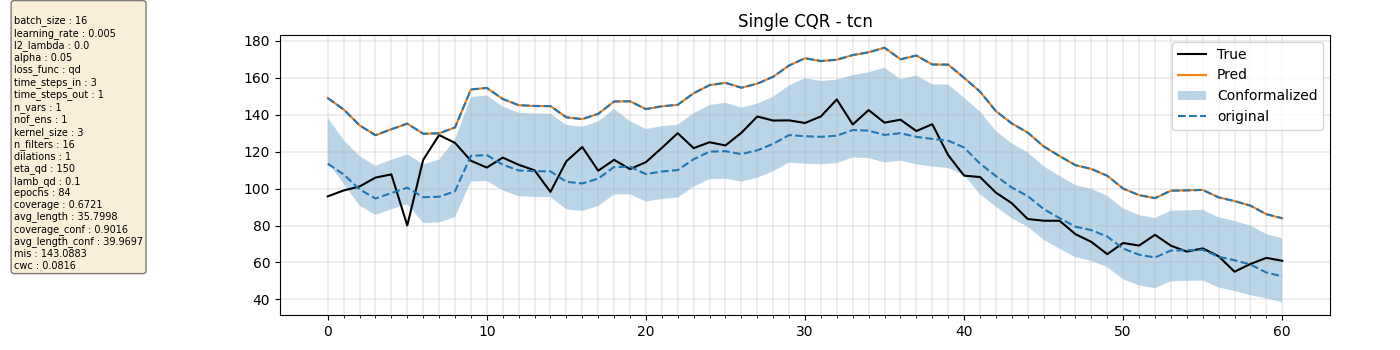 batch_size : 16
learning_rate : 0.005
l2_lambda : 0.0
alpha : 0.05
loss_func : qd
time_steps_in : 3
time_steps_out : 1
n_vars : 1
nof_ens : 1
kernel_size : 3
n_filters : 16
dilations : 1
eta_qd : 150
lamb_qd : 0.1
epochs : 84
coverage : 0.6721
avg_length : 35.7998
coverage_conf : 0.9016
avg_length_conf : 39.9697
mis : 143.0883
cwc : 0.0816
Single CQR - tcn
180
160
140
120
100
80
60
40
0 10 20 30 40 50 60
True
Pred
Conformalized
original